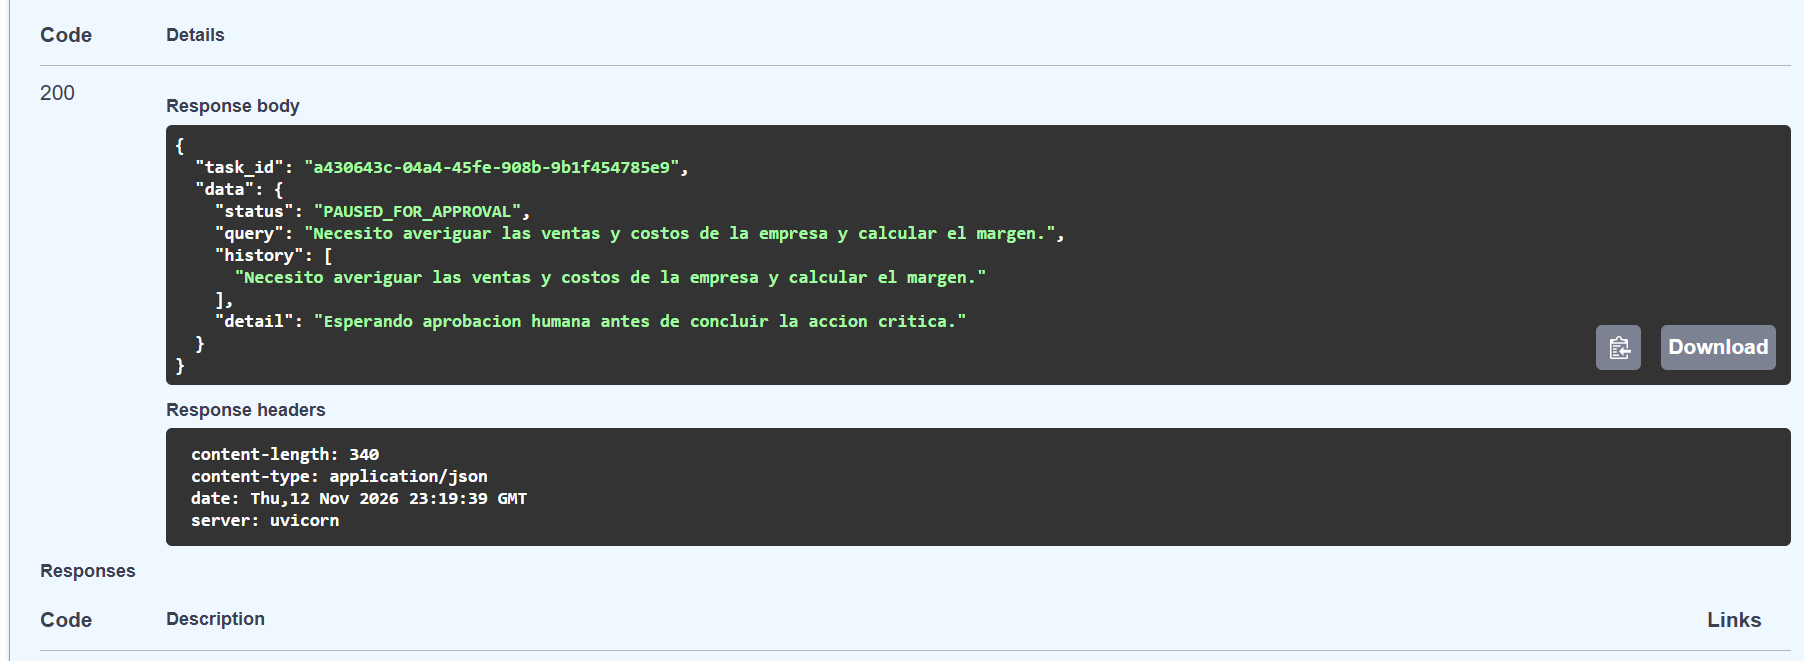 Code Details
200
Response body
{
"task_id": "a430643c-04a4-45fe-908b-9b1f454785e9",
"data": {
"status": "PAUSED_FOR_APPROVAL",
"query": "Necesito averiguar las ventas y costos de la empresa y calcular el margen.",
"history": [
"Necesito averiguar las ventas y costos de la empresa y calcular el margen."
],
"detail": "Esperando aprobacion humana antes de concluir la accion critica."
}
}
Download
Response headers
content-length: 340
content-type: application/json
date: Thu,12 Nov 2026 23:19:39 GMT
server: uvicorn
Responses
Code Description Links